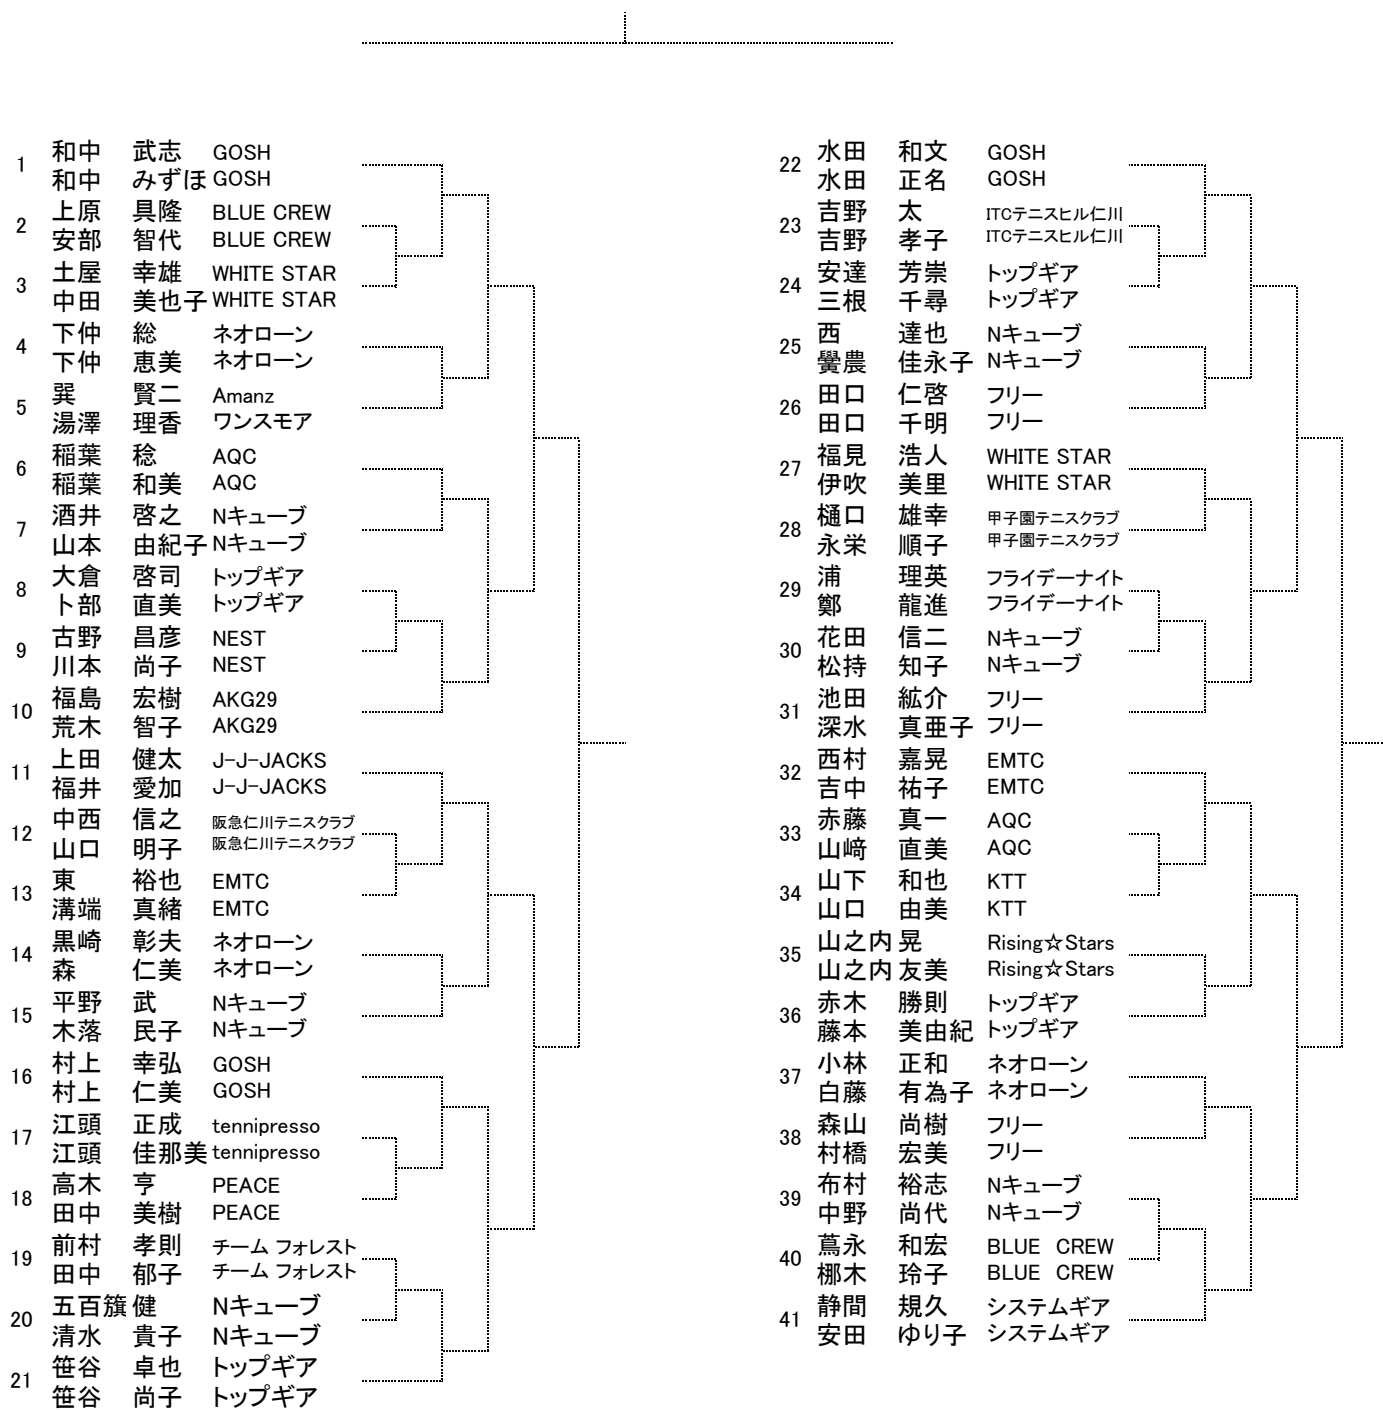 1 和中 武志 GOSH
和中 みずほ GOSH
2 上原 具隆 BLUE CREW
安部 智代 BLUE CREW
3 土屋 幸雄 WHITE STAR
中田 美也子 WHITE STAR
4 下仲 総 ネオローン
下仲 恵美 ネオローン
5 巽 賢二 Amanz
湯澤 理香 ワンスモア
6 稲葉 稔 AQC
稲葉 和美 AQC
7 酒井 啓之 Nキューブ
山本 由紀子 Nキューブ
8 大倉 啓司 トップギア
卜部 直美 トップギア
9 古野 昌彦 NEST
川本 尚子 NEST
10 福島 宏樹 AKG29
荒木 智子 AKG29
11 上田 健太 J-J-JACKS
福井 愛加 J-J-JACKS
12 中西 信之 阪急仁川テニスクラブ
山口 明子 阪急仁川テニスクラブ
13 東 裕也 EMTC
溝端 真緒 EMTC
14 黒崎 彰夫 ネオローン
森 仁美 ネオローン
15 平野 武 Nキューブ
木落 民子 Nキューブ
16 村上 幸弘 GOSH
村上 仁美 GOSH
17 江頭 正成 tennipresso
江頭 佳那美 tennipresso
18 高木 亨 PEACE
田中 美樹 PEACE
19 前村 孝則 チーム フォレスト
田中 郁子 チーム フォレスト
20 五百籏 健 Nキューブ
清水 貴子 Nキューブ
21 笹谷 卓也 トップギア
笹谷 尚子 トップギア
22 水田 和文 GOSH
水田 正名 GOSH
23 吉野 太 ITCテニスヒル仁川
吉野 孝子 ITCテニスヒル仁川
24 安達 芳崇 トップギア
三根 千尋 トップギア
25 西 達也 Nキューブ
黌農 佳永子 Nキューブ
26 田口 仁啓 フリー
田口 千明 フリー
27 福見 浩人 WHITE STAR
伊吹 美里 WHITE STAR
28 樋口 雄幸 甲子園テニスクラブ
永栄 順子 甲子園テニスクラブ
29 浦 理英 フライデーナイト
鄭 龍進 フライデーナイト
30 花田 信二 Nキューブ
松持 知子 Nキューブ
31 池田 紘介 フリー
深水 真亜子 フリー
32 西村 嘉晃 EMTC
吉中 祐子 EMTC
33 赤藤 真一 AQC
山﨑 直美 AQC
34 山下 和也 KTT
山口 由美 KTT
35 山之内 晃 Rising☆Stars
山之内 友美 Rising☆Stars
36 赤木 勝則 トップギア
藤本 美由紀 トップギア
37 小林 正和 ネオローン
白藤 有為子 ネオローン
38 森山 尚樹 フリー
村橋 宏美 フリー
39 布村 裕志 Nキューブ
中野 尚代 Nキューブ
40 蔦永 和宏 BLUE CREW
梛木 玲子 BLUE CREW
41 静間 規久 システムギア
安田 ゆり子 システムギア